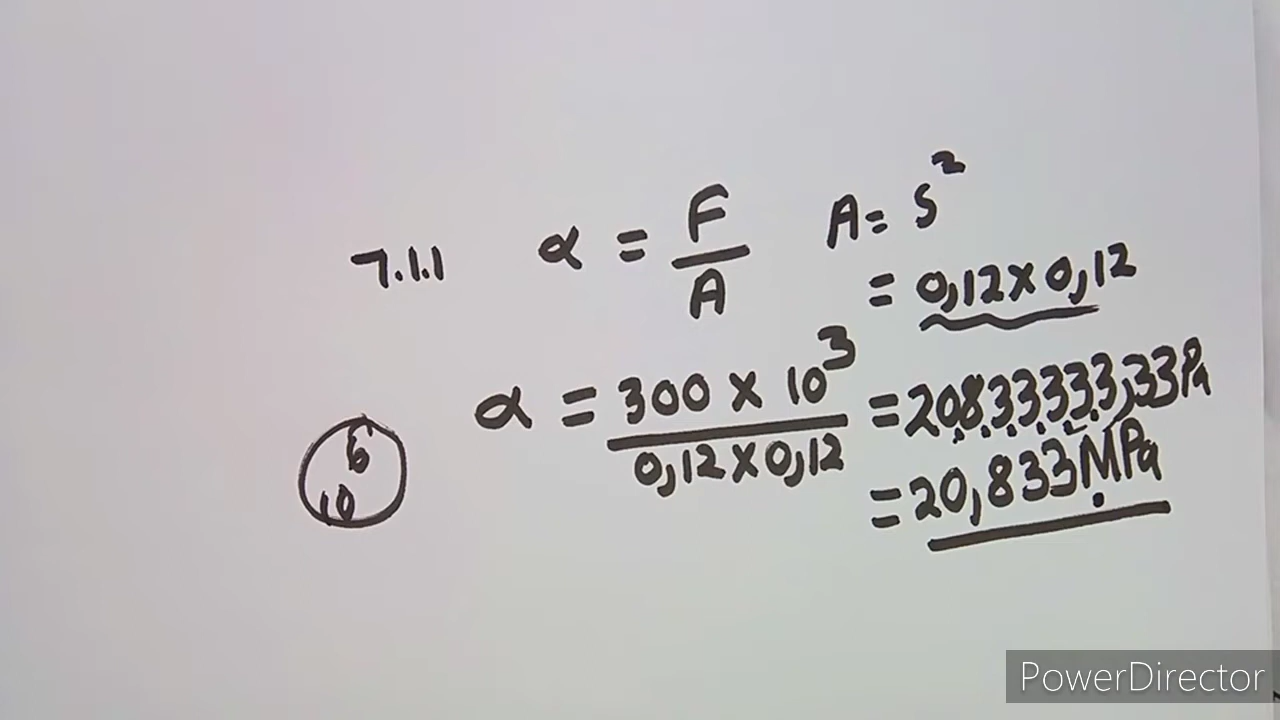 7.1.1 α = F/A A = S²
= 0,12 x 0,12
α = 300 x 10³ / 0,12 x 0,12 = 20833333,33Pa
= 20,833MPa
6
10
PowerDirector